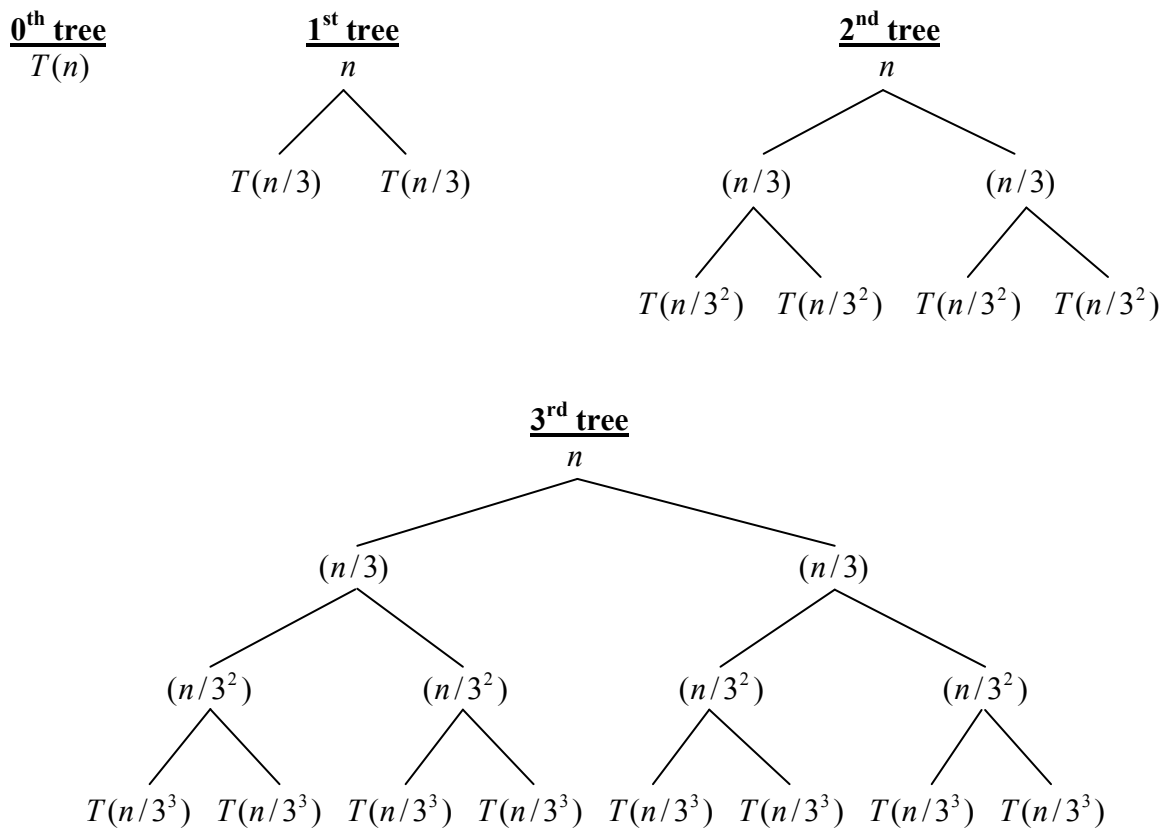 0th tree 1st tree 2nd tree
T(n) n n
T(n/3) T(n/3) (n/3) (n/3)
T(n/3²) T(n/3²) T(n/3²) T(n/3²)
3rd tree
n
(n/3) (n/3)
(n/3²) (n/3²) (n/3²) (n/3²)
T(n/3³) T(n/3³) T(n/3³) T(n/3³) T(n/3³) T(n/3³) T(n/3³) T(n/3³)